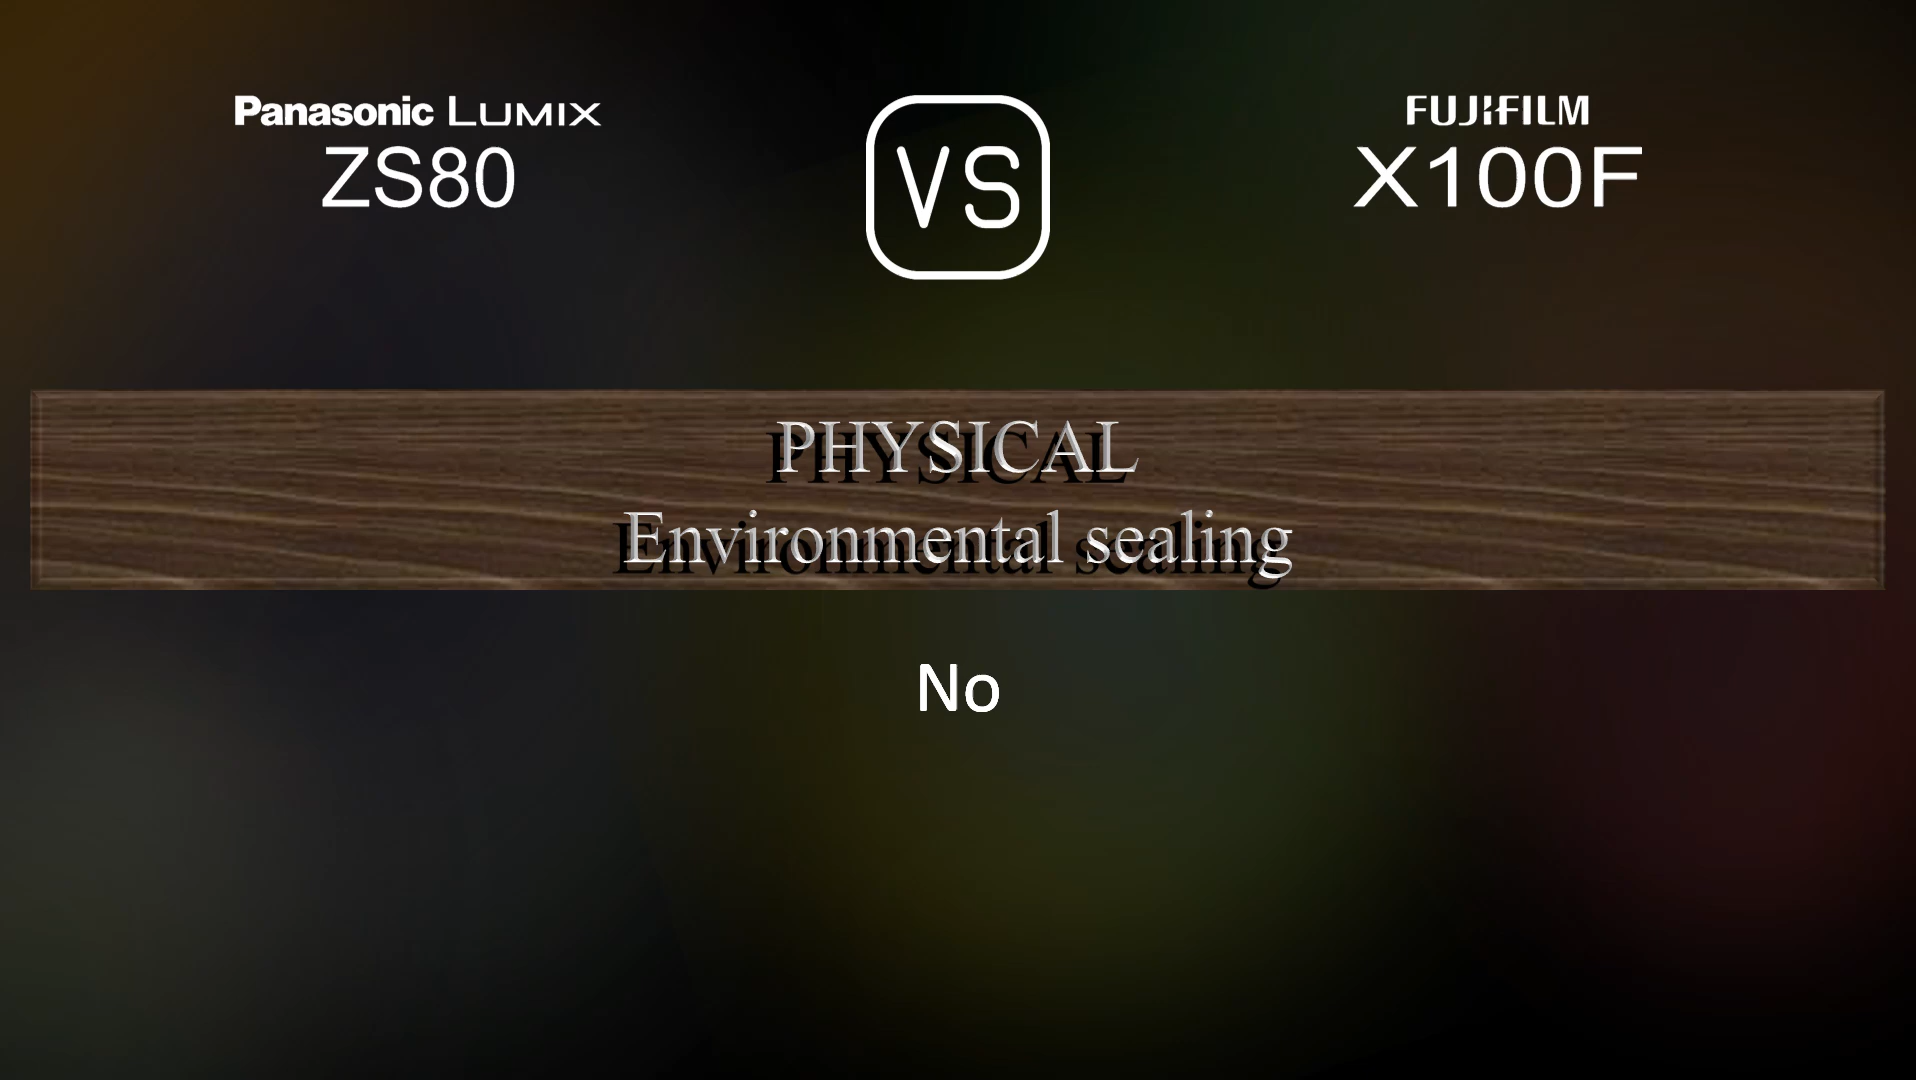 Panasonic LUMIX
ZS80
VS
FUJIFILM
X100F
PHYSICAL
Environmental sealing
No